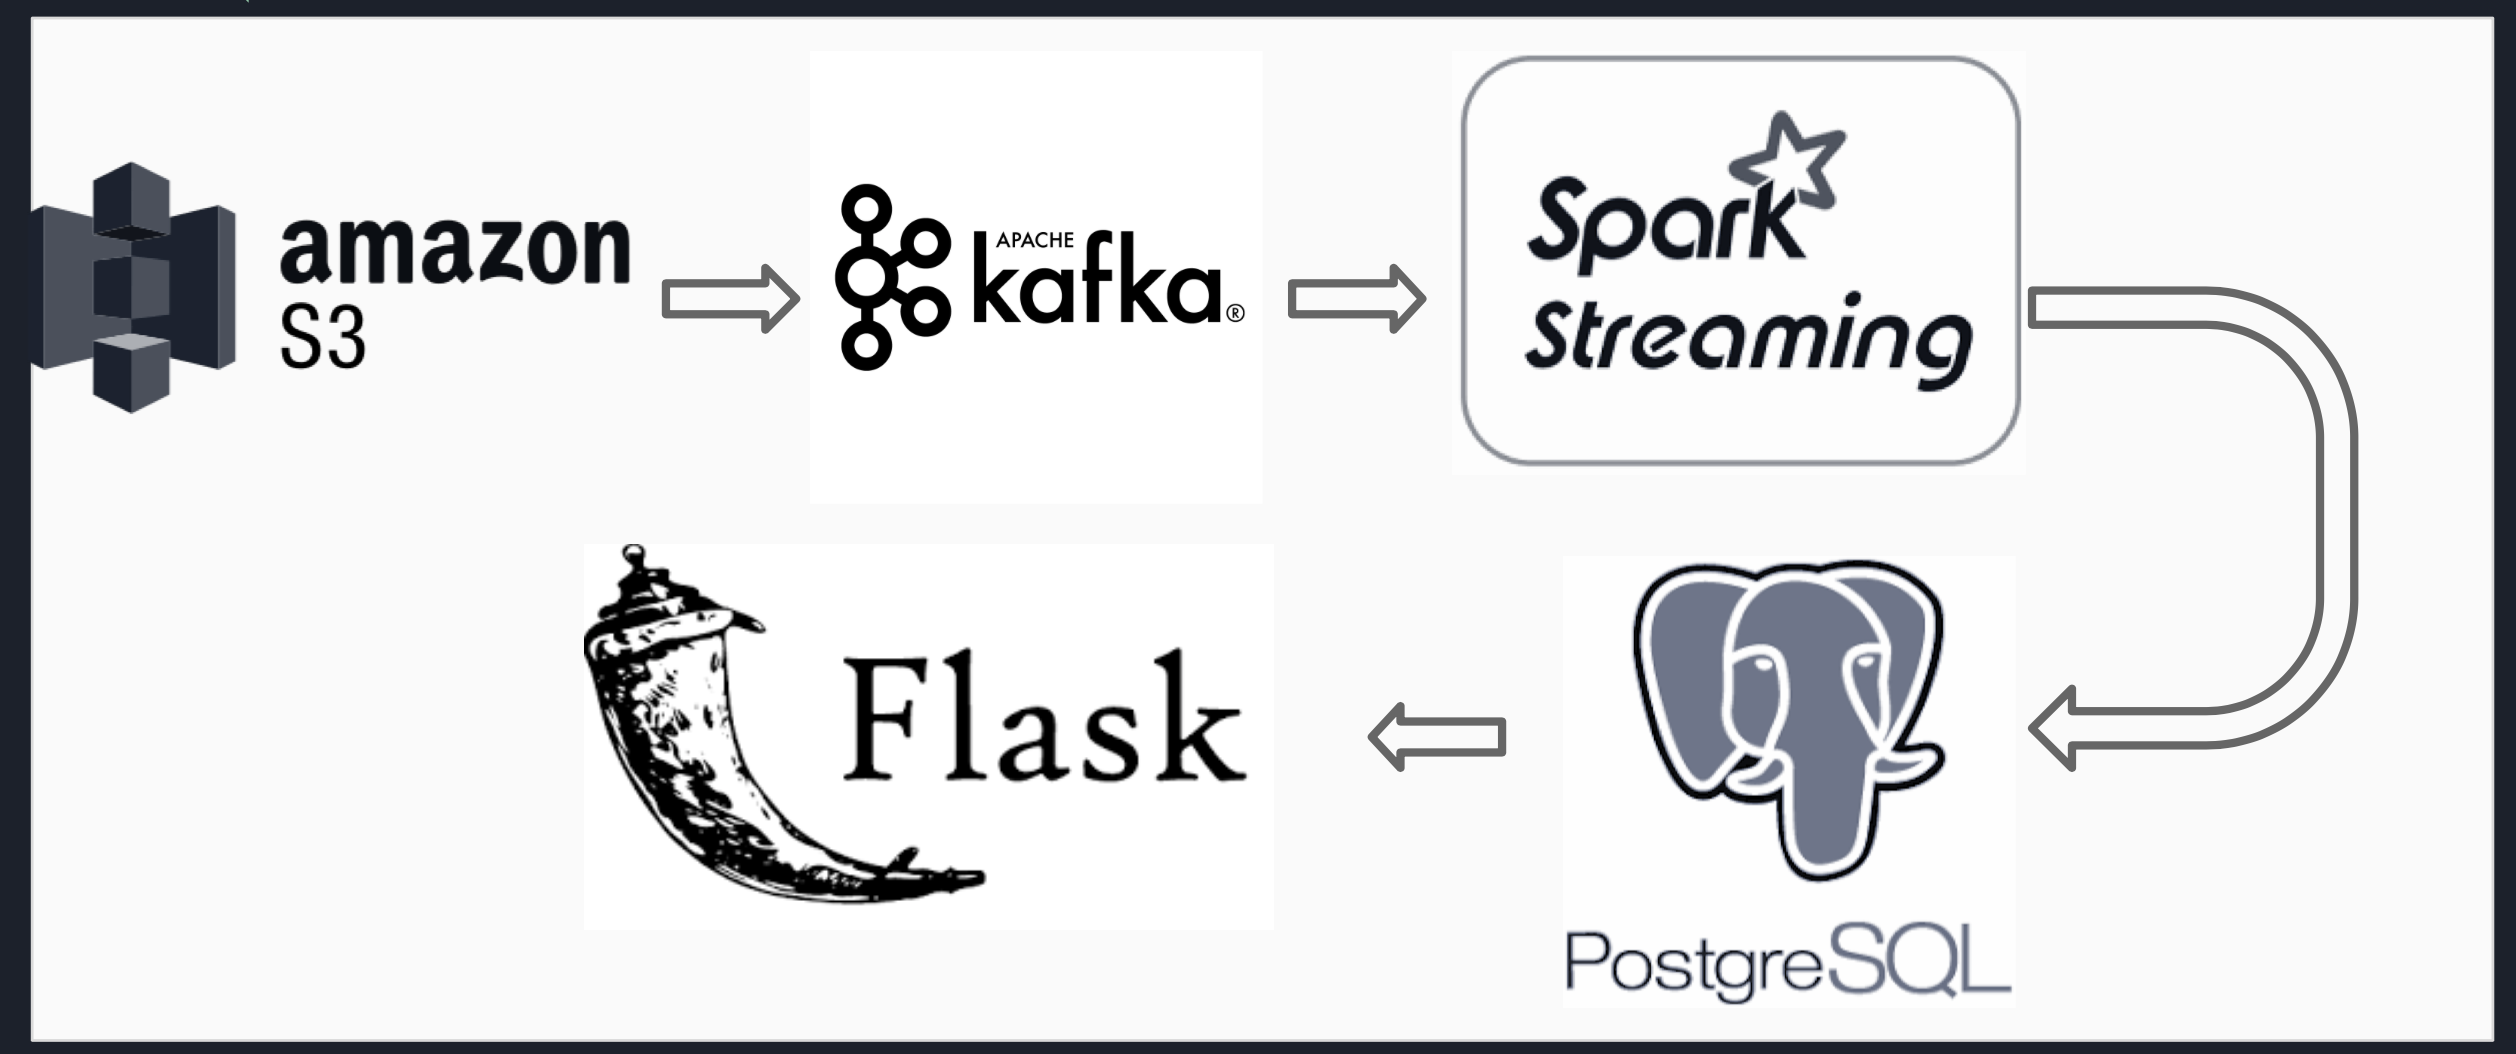 amazon
S3
APACHE
kafka®
Spark
Streaming
Flask
PostgreSQL